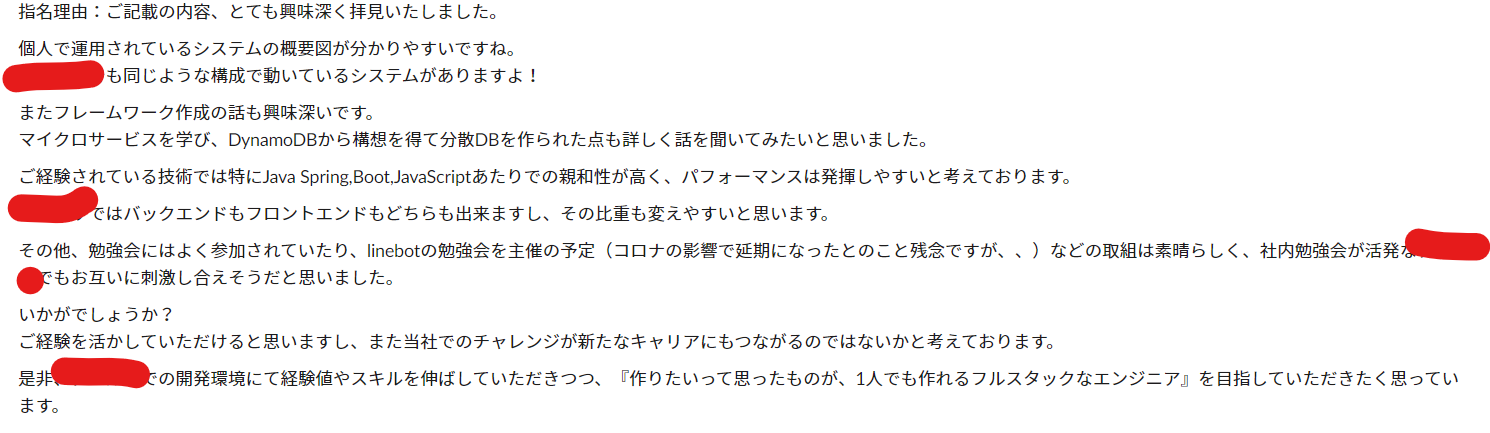 指名理由：ご記載の内容、とても興味深く拝見いたしました。
個人で運用されているシステムの概要図が分かりやすいですね。
も同じような構成で動いているシステムがありますよ！
またフレームワーク作成の話も興味深いです。
マイクロサービスを学び、DynamoDBから構想を得て分散DBを作られた点も詳しく話を聞いてみたいと思いました。
ご経験されている技術では特にJava Spring,Boot,JavaScriptあたりでの親和性が高く、パフォーマンスは発揮しやすいと考えております。
ではバックエンドもフロントエンドもどちらも出来ますし、その比重も変えやすいと思います。
その他、勉強会にはよく参加されていたり、linebotの勉強会を主催の予定（コロナの影響で延期になったとのこと残念ですが、、）などの取組は素晴らしく、社内勉強会が活発な
でもお互いに刺激し合えそうだと思いました。
いかがでしょうか？
ご経験を活かしていただけると思いますし、また当社でのチャレンジが新たなキャリアにもつながるのではないかと考えております。
是非、での開発環境にて経験値やスキルを伸ばしていただきつつ、『作りたいって思ったものが、1人でも作れるフルスタックなエンジニア』を目指していただきたく思ってい
ます。